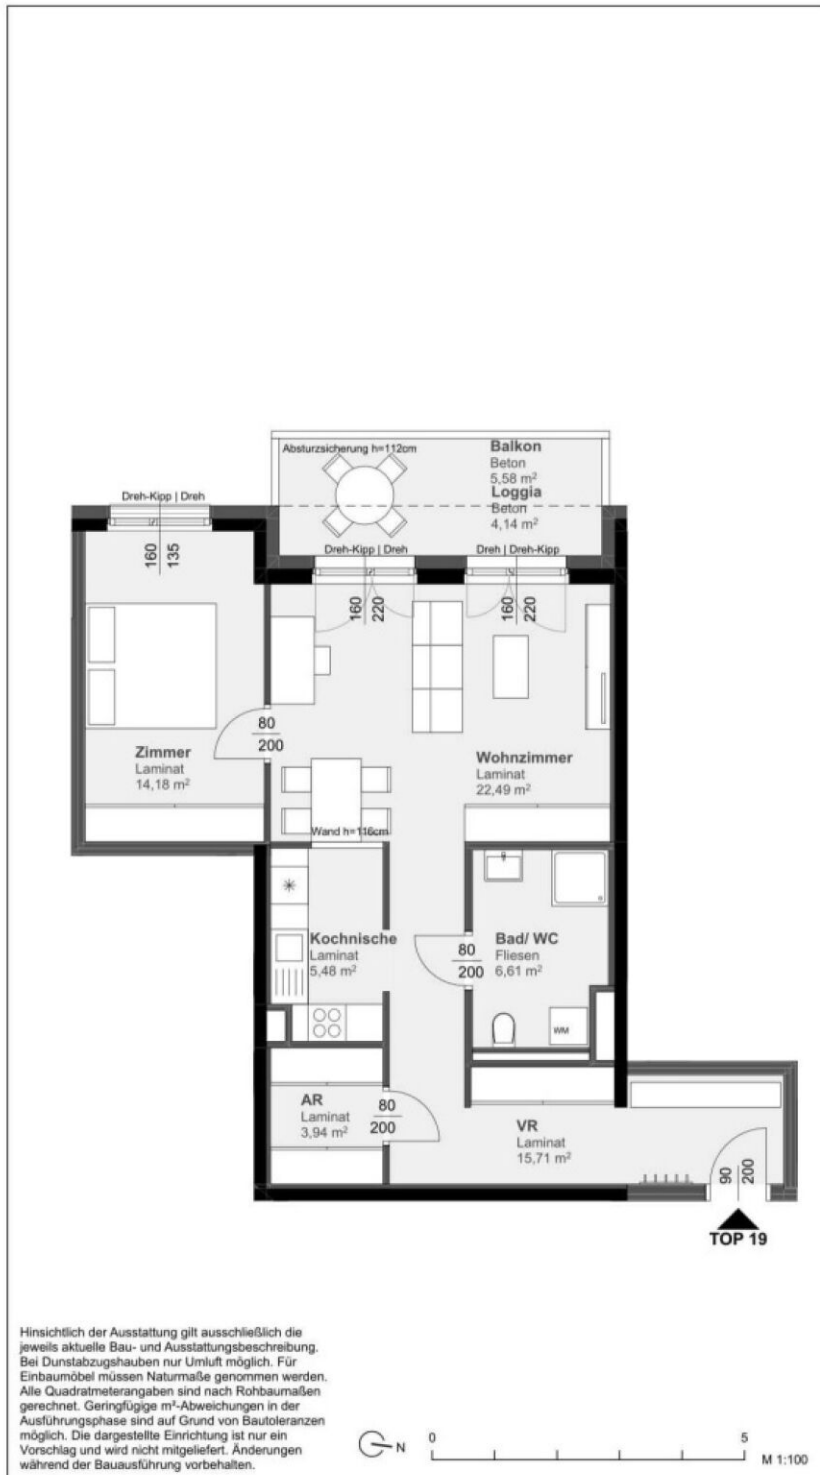 Absturzsicherung h=112cm
Balkon
Beton
5,58 m²
Loggia
Beton
4,14 m²
Dreh-Kipp | Dreh
160
135
Dreh-Kipp | Dreh
160
220
Dreh | Dreh-Kipp
160
220
Zimmer
Laminat
14,18 m²
80
200
Wohnzimmer
Laminat
22,49 m²
Wand h=116cm
Kochnische
Laminat
5,48 m²
80
200
Bad/ WC
Fliesen
6,61 m²
WM
AR
Laminat
3,94 m²
80
200
VR
Laminat
15,71 m²
90
200
TOP 19
Hinsichtlich der Ausstattung gilt ausschließlich die
jeweils aktuelle Bau- und Ausstattungsbeschreibung.
Bei Dunstabzugshauben nur Umluft möglich. Für
Einbaumöbel müssen Naturmaße genommen werden.
Alle Quadratmeterangaben sind nach Rohbaumaßen
gerechnet. Geringfügige m²-Abweichungen in der
Ausführungsphase sind auf Grund von Bautoleranzen
möglich. Die dargestellte Einrichtung ist nur ein
Vorschlag und wird nicht mitgeliefert. Änderungen
während der Bauausführung vorbehalten.
N
0
5
M 1:100